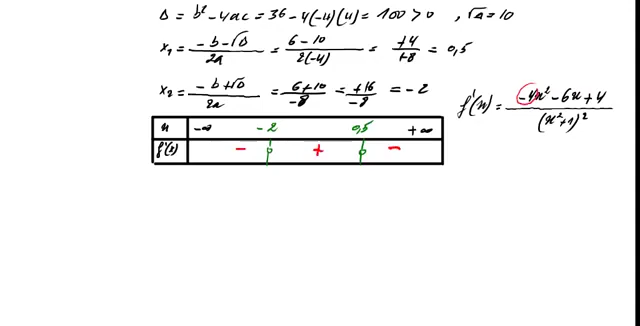 Δ = b² - 4ac = 36 - 4(-4)(4) = 100 > 0 , √Δ = 10
x₁ = (-b - √Δ)/2a = (6 - 10)/2(-4) = +4/+8 = 0,5
x₂ = (-b + √Δ)/2a = (6 + 10)/-8 = +16/-8 = -2
f'(x) = (-4x² - 6x + 4)/(x² + 1)²
x -∞ -2 0,5 +∞
f'(x) - 0 + 0 -